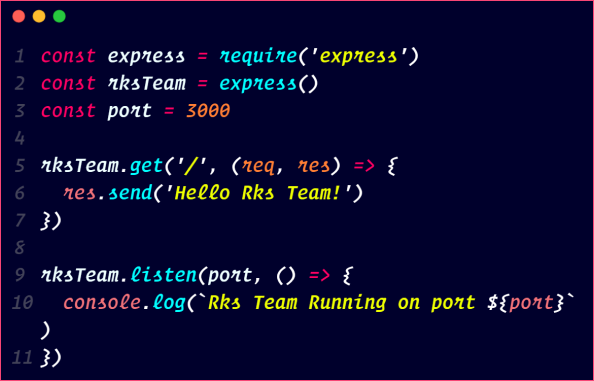 1 const express = require('express')
2 const rksTeam = express()
3 const port = 3000
4
5 rksTeam.get('/', (req, res) => {
6   res.send('Hello Rks Team!')
7 })
8
9 rksTeam.listen(port, () => {
10   console.log(`Rks Team Running on port ${port}`
)
11 })